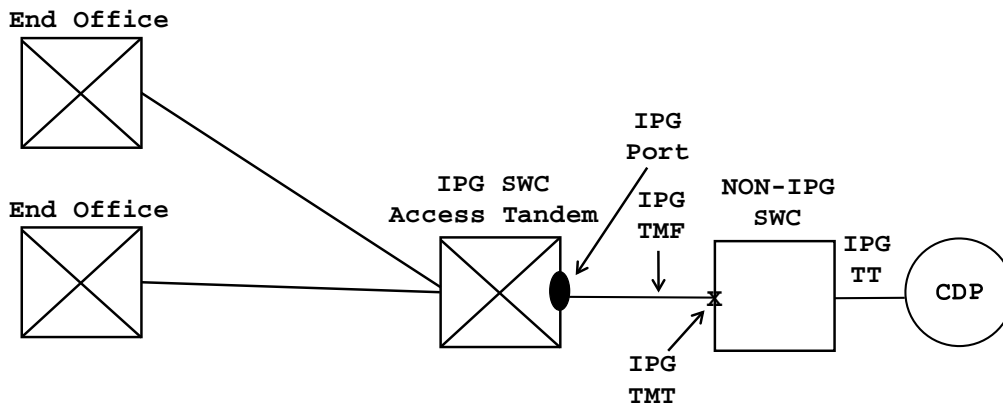 End Office
IPG
Port
IPG SWC
Access Tandem
NON-IPG
SWC
End Office
IPG
TMF
IPG
TT
CDP
x
IPG
TMT